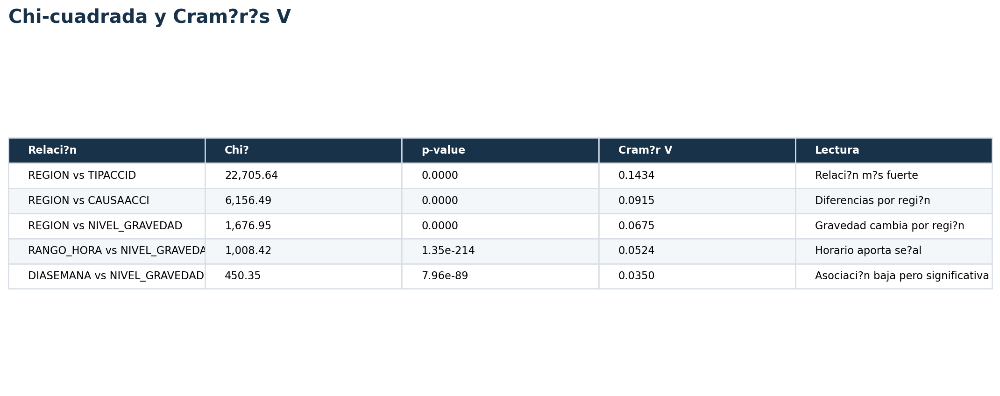 Chi-cuadrada y Cram?r?s V
Relaci?n Chi? p-value Cram?r V Lectura
REGION vs TIPACCID 22,705.64 0.0000 0.1434 Relaci?n m?s fuerte
REGION vs CAUSAACCI 6,156.49 0.0000 0.0915 Diferencias por regi?n
REGION vs NIVEL_GRAVEDAD 1,676.95 0.0000 0.0675 Gravedad cambia por regi?n
RANGO_HORA vs NIVEL_GRAVEDA 1,008.42 1.35e-214 0.0524 Horario aporta se?al
DIASEMANA vs NIVEL_GRAVEDAD 450.35 7.96e-89 0.0350 Asociaci?n baja pero significativa